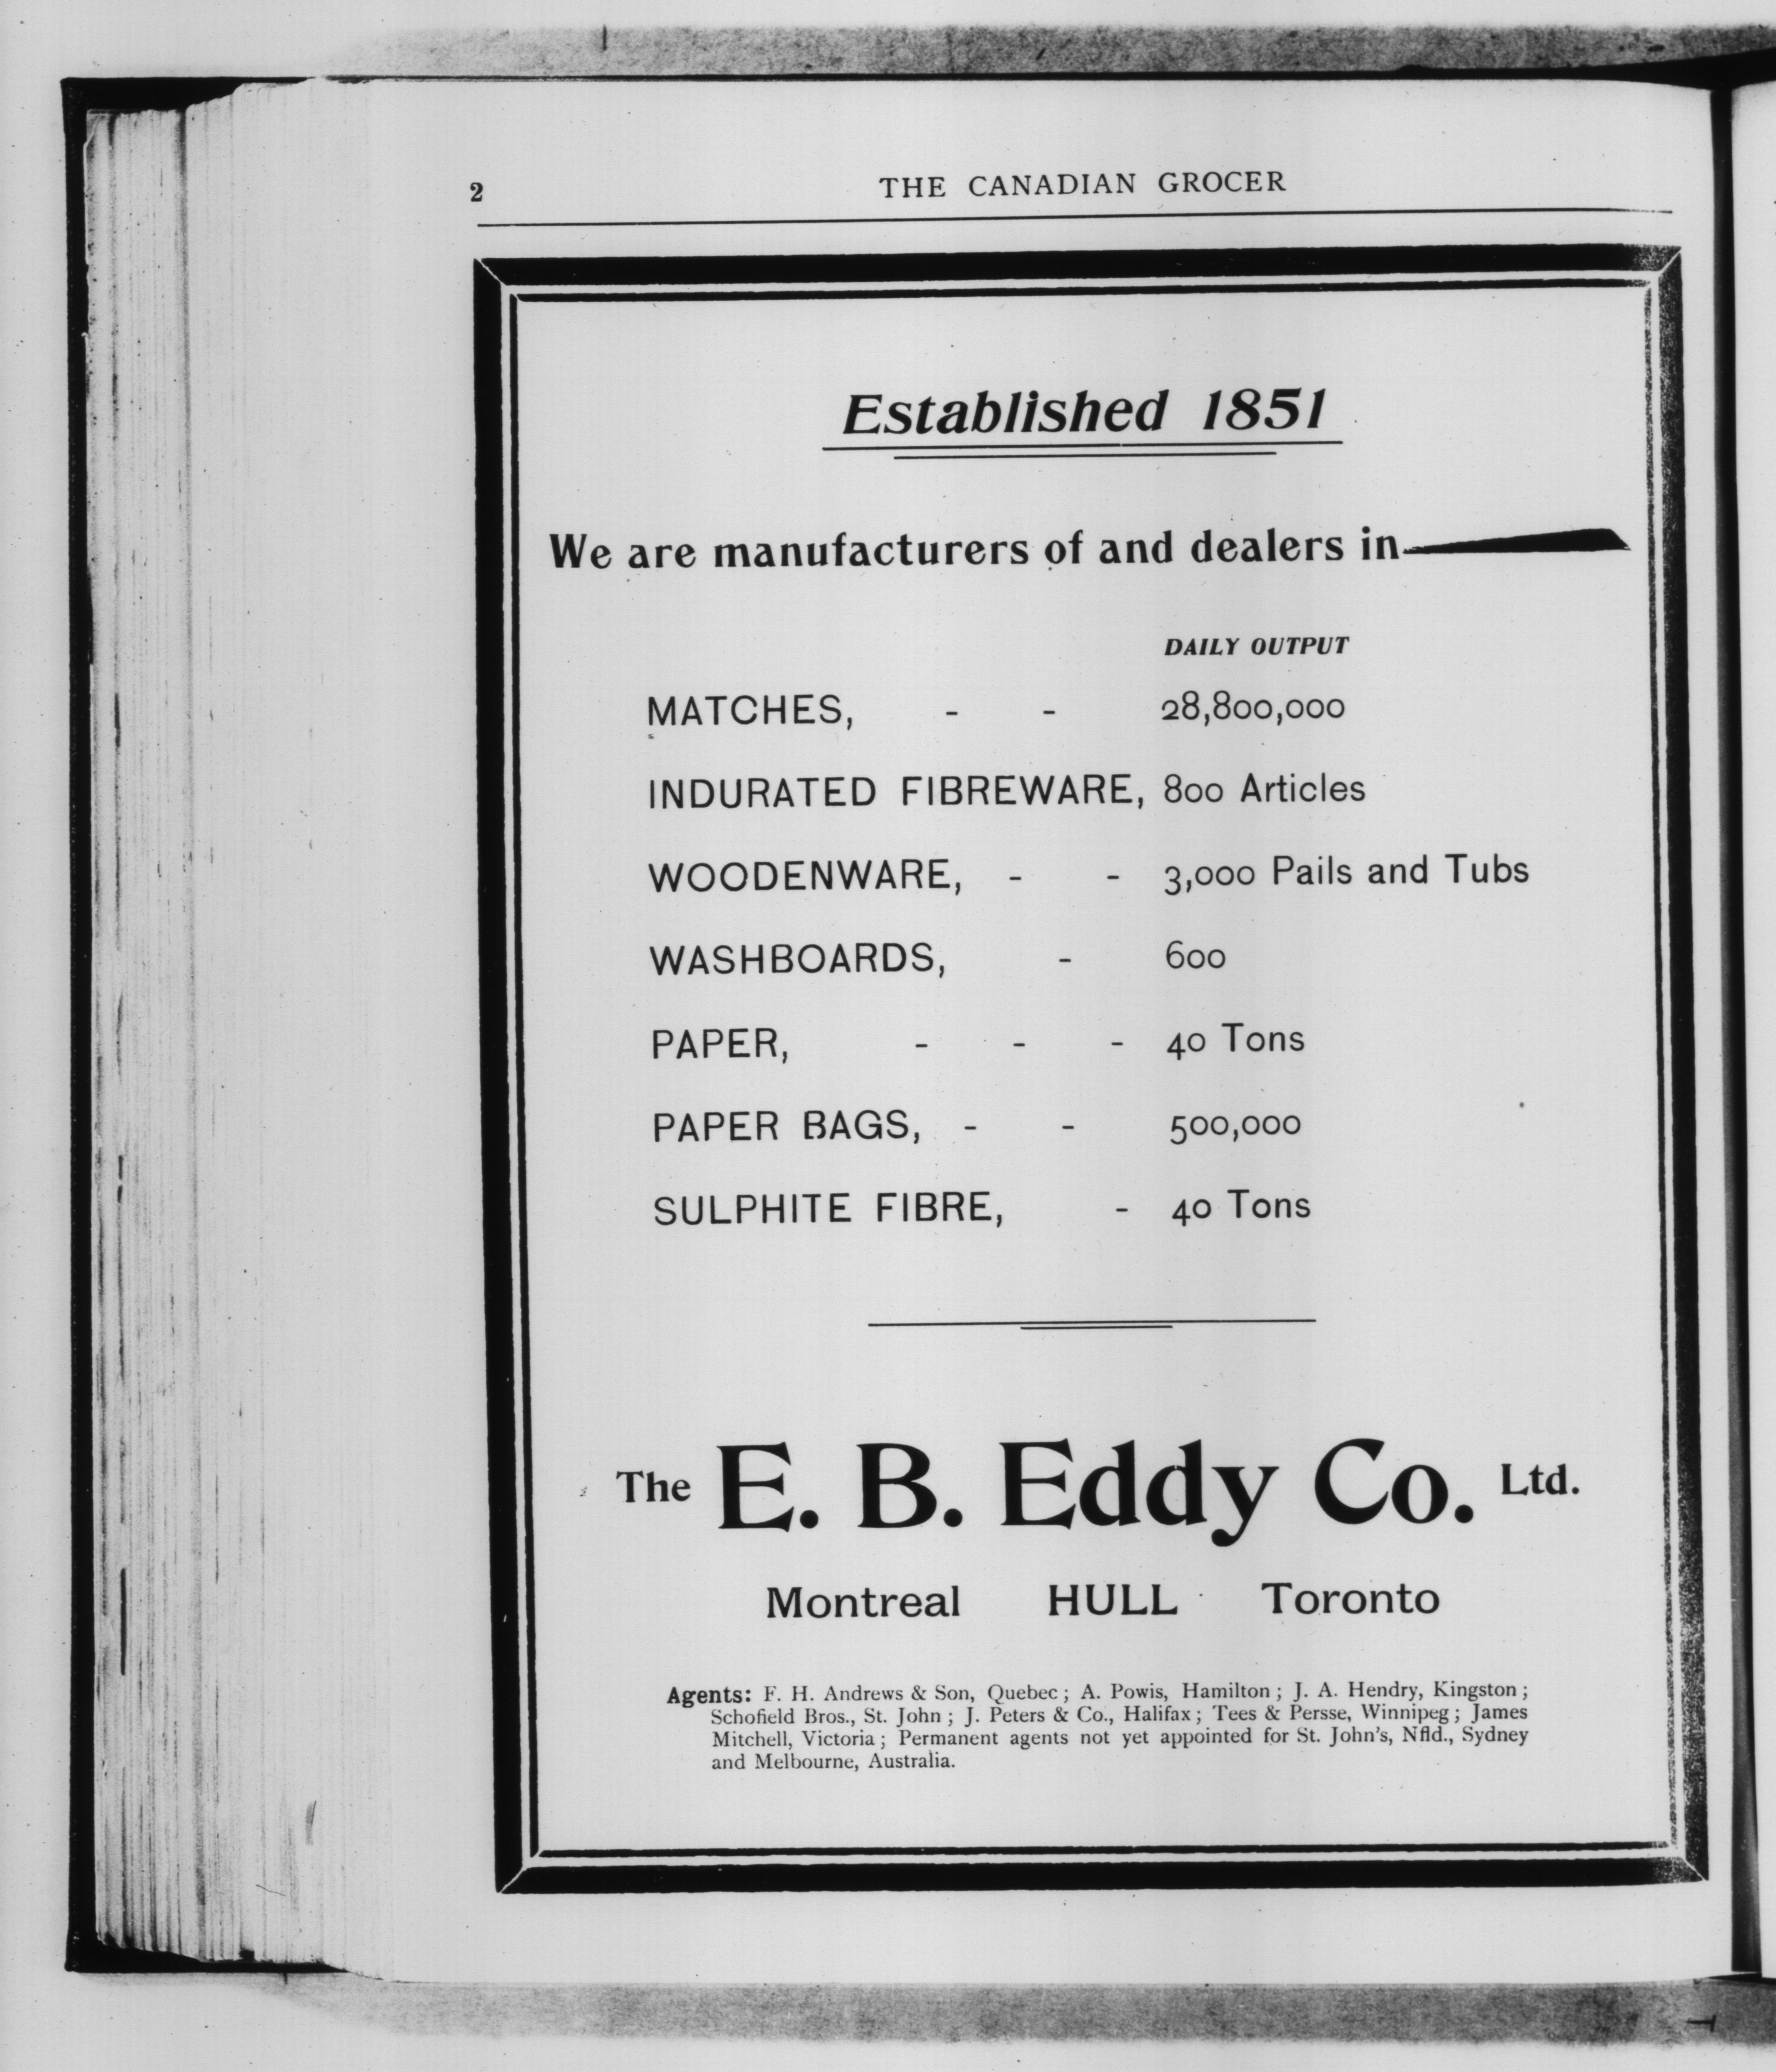 2
THE CANADIAN GROCER
Established 1851
We are manufacturers of and dealers in
DAILY OUTPUT
MATCHES, - - 28,800,000
INDURATED FIBREWARE, 800 Articles
WOODENWARE, - - 3,000 Pails and Tubs
WASHBOARDS, - 600
PAPER, - - - 40 Tons
PAPER BAGS, - - 500,000
SULPHITE FIBRE, - 40 Tons
The E. B. Eddy Co. Ltd.
Montreal HULL Toronto
Agents: F. H. Andrews & Son, Quebec; A. Powis, Hamilton; J. A. Hendry, Kingston;
Schofield Bros., St. John; J. Peters & Co., Halifax; Tees & Persse, Winnipeg; James
Mitchell, Victoria; Permanent agents not yet appointed for St. John's, Nfld., Sydney
and Melbourne, Australia.